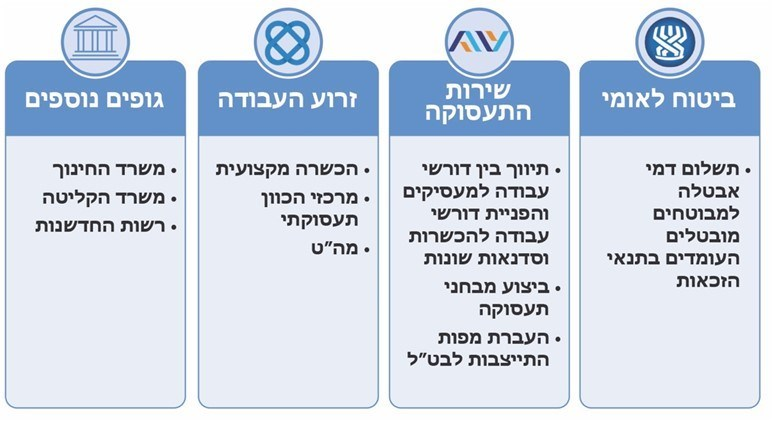 ביטוח לאומי
• תשלום דמי
אבטלה
למבוטחים
מובטלים
העומדים בתנאי
הזכאות
שירות
התעסוקה
• תיווך בין דורשי
עבודה למעסיקים
והפניית דורשי
עבודה להכשרות
וסדנאות שונות
• ביצוע מבחני
תעסוקה
• העברת מפות
התייצבות לבט"ל
זרוע העבודה
• הכשרה מקצועית
• מרכזי הכוון
תעסוקתי
• מה"ט
גופים נוספים
• משרד החינוך
• משרד הקליטה
• רשות החדשנות